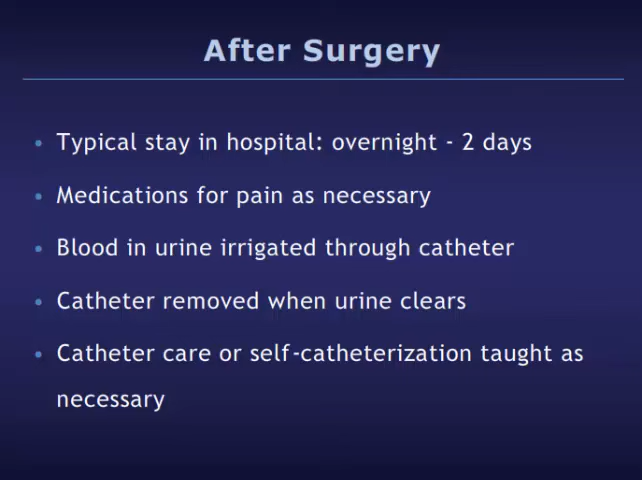 After Surgery
• Typical stay in hospital: overnight - 2 days
• Medications for pain as necessary
• Blood in urine irrigated through catheter
• Catheter removed when urine clears
• Catheter care or self-catheterization taught as
necessary